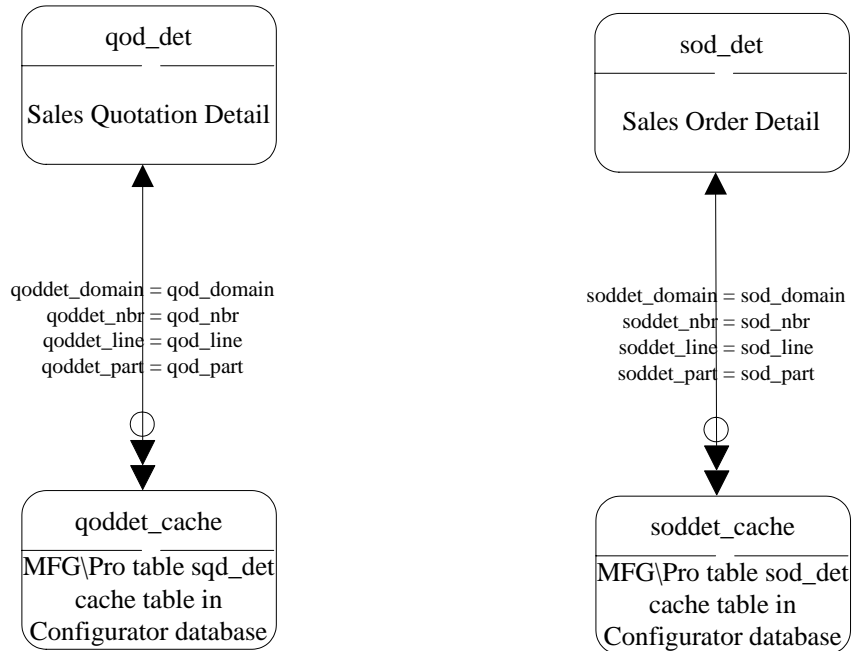 qod_det
Sales Quotation Detail
qoddet_domain = qod_domain
qoddet_nbr = qod_nbr
qoddet_line = qod_line
qoddet_part = qod_part
qoddet_cache
MFG\Pro table sqd_det
cache table in
Configurator database
sod_det
Sales Order Detail
soddet_domain = sod_domain
soddet_nbr = sod_nbr
soddet_line = sod_line
soddet_part = sod_part
soddet_cache
MFG\Pro table sod_det
cache table in
Configurator database